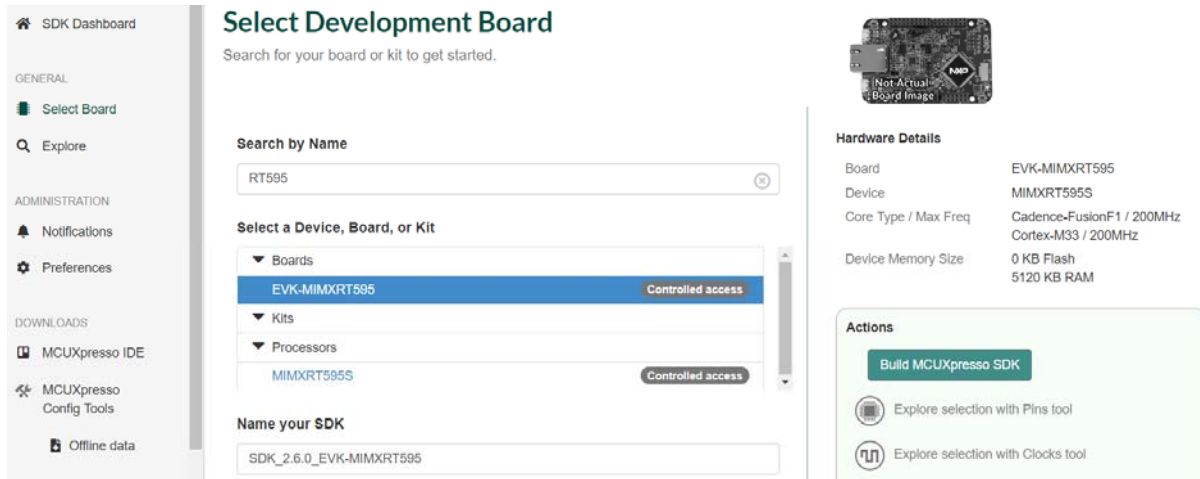 SDK Dashboard
GENERAL
Select Board
Explore
ADMINISTRATION
Notifications
Preferences
DOWNLOADS
MCUXpresso IDE
MCUXpresso
Config Tools
Offline data
Select Development Board
Search for your board or kit to get started.
Search by Name
RT595
Select a Device, Board, or Kit
Boards
EVK-MIMXRT595 Controlled access
Kits
Processors
MIMXRT595S Controlled access
Name your SDK
SDK_2.6.0_EVK-MIMXRT595
NXP
Not Actual
Board Image
Hardware Details
Board EVK-MIMXRT595
Device MIMXRT595S
Core Type / Max Freq Cadence-FusionF1 / 200MHz
Cortex-M33 / 200MHz
Device Memory Size 0 KB Flash
5120 KB RAM
Actions
Build MCUXpresso SDK
Explore selection with Pins tool
Explore selection with Clocks tool